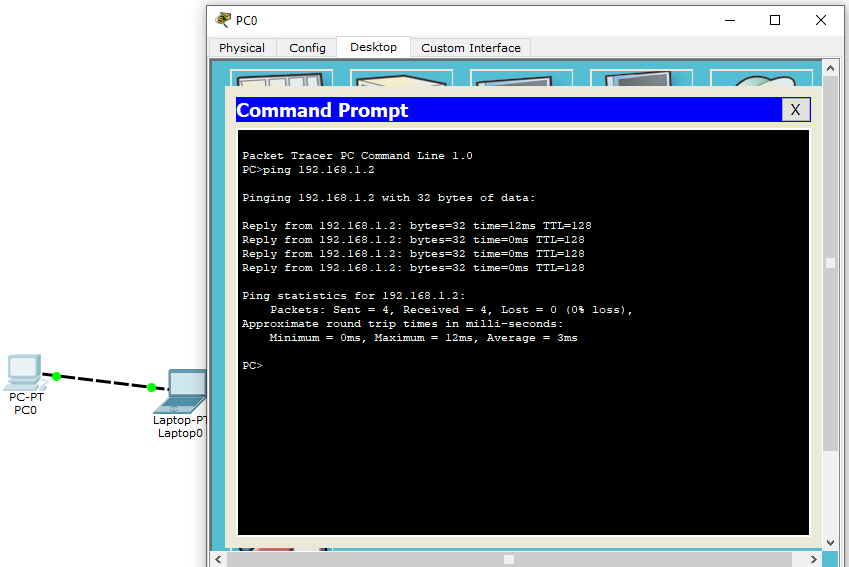 PC0
Physical
Config
Desktop
Custom Interface
Command Prompt
X
Packet Tracer PC Command Line 1.0
PC>ping 192.168.1.2
Pinging 192.168.1.2 with 32 bytes of data:
Reply from 192.168.1.2: bytes=32 time=12ms TTL=128
Reply from 192.168.1.2: bytes=32 time=0ms TTL=128
Reply from 192.168.1.2: bytes=32 time=0ms TTL=128
Reply from 192.168.1.2: bytes=32 time=0ms TTL=128
Ping statistics for 192.168.1.2:
Packets: Sent = 4, Received = 4, Lost = 0 (0% loss),
Approximate round trip times in milli-seconds:
Minimum = 0ms, Maximum = 12ms, Average = 3ms
PC>
PC-PT
PC0
Laptop-PT
Laptop0